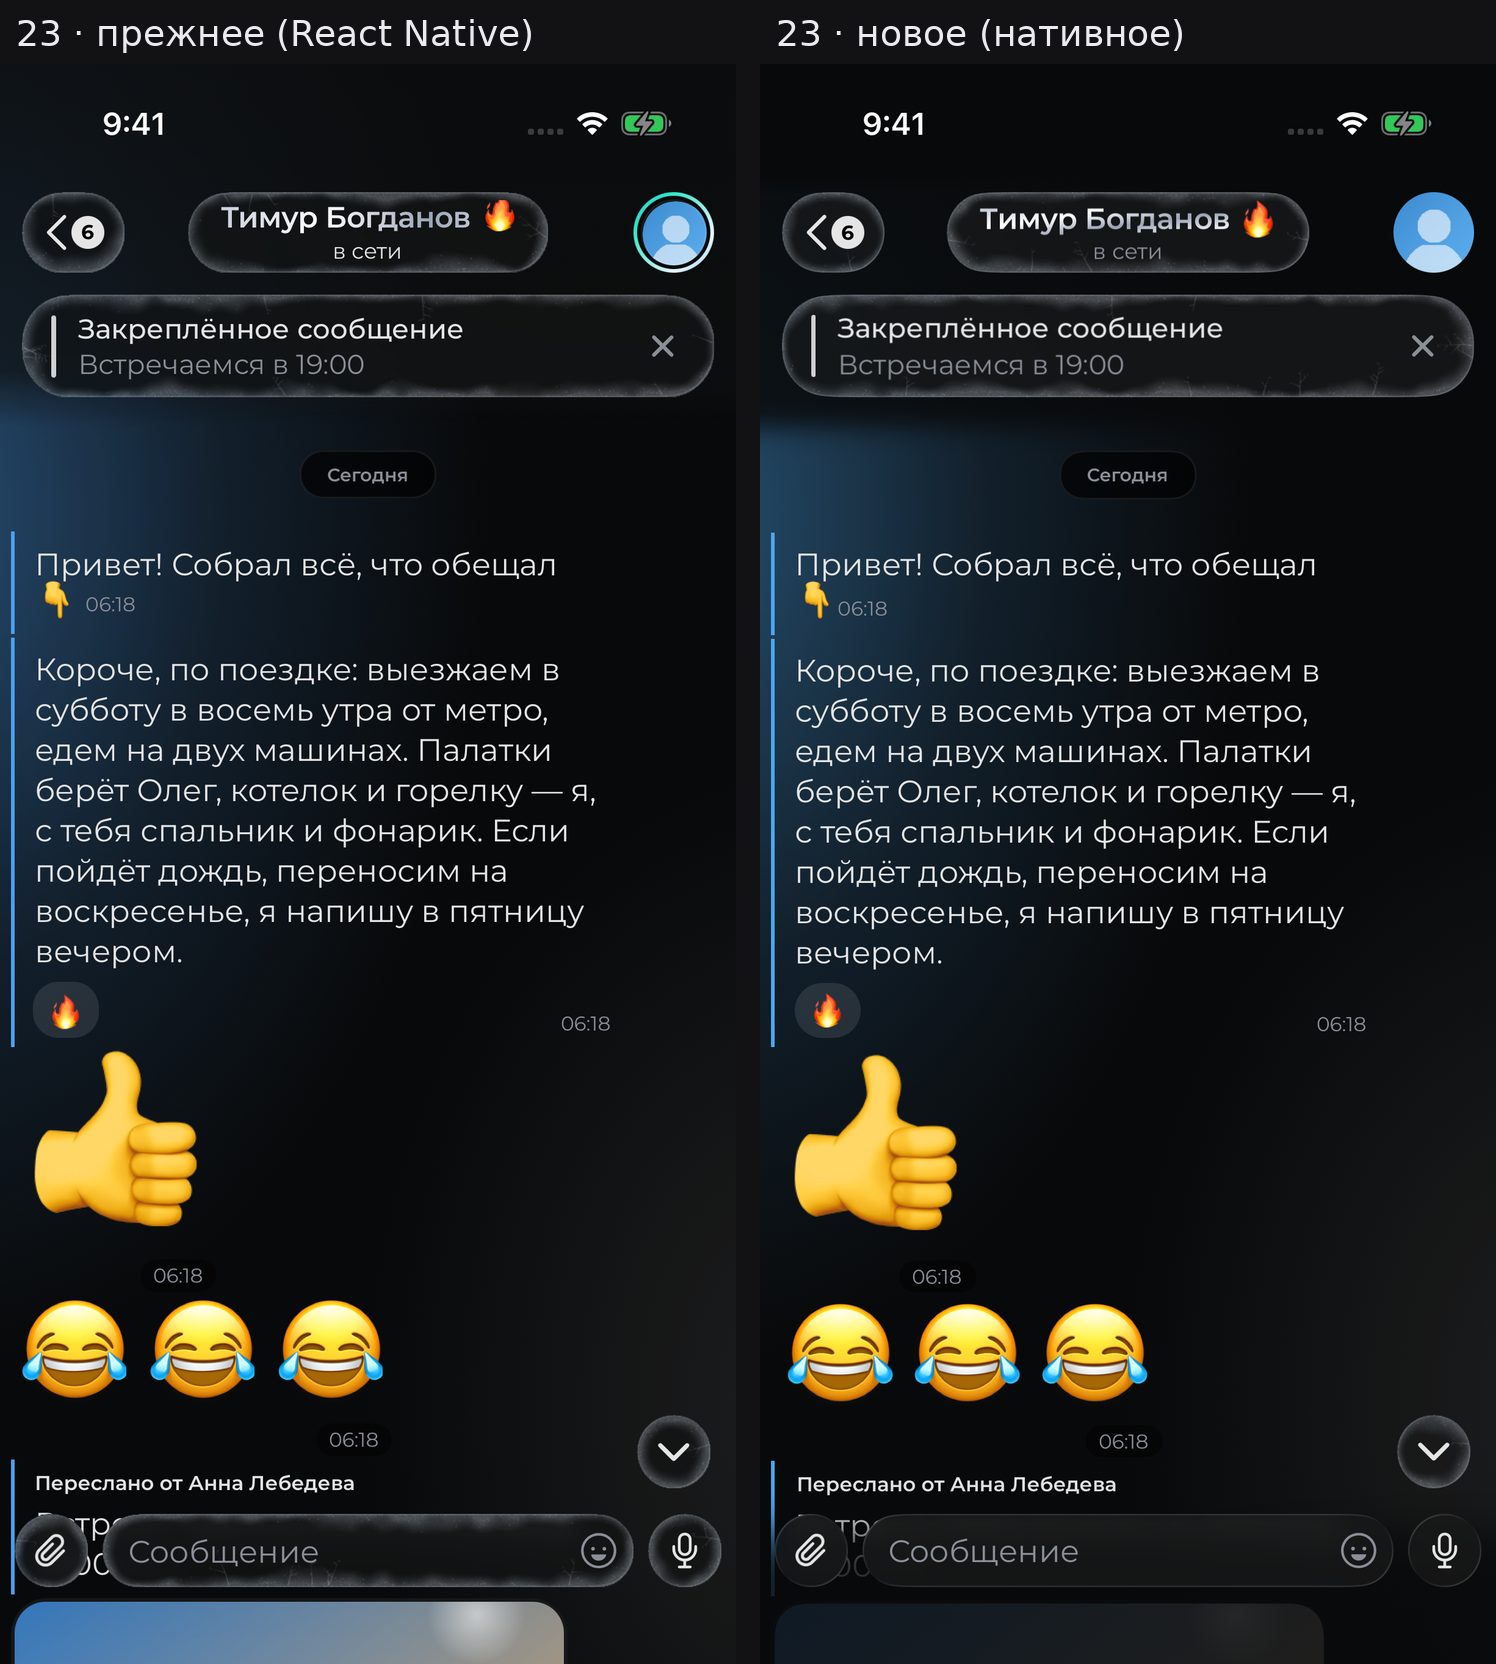 23 · прежнее (React Native)
9:41
6
Тимур Богданов 🔥
в сети
Закреплённое сообщение
Встречаемся в 19:00
Сегодня
Привет! Собрал всё, что обещал
👇 06:18
Короче, по поездке: выезжаем в
субботу в восемь утра от метро,
едем на двух машинах. Палатки
берёт Олег, котелок и горелку — я,
с тебя спальник и фонарик. Если
пойдёт дождь, переносим на
воскресенье, я напишу в пятницу
вечером.
🔥 06:18
👍
06:18
😂 😂 😂
06:18
Переслано от Анна Лебедева
Сообщение
23 · новое (нативное)
9:41
6
Тимур Богданов 🔥
в сети
Закреплённое сообщение
Встречаемся в 19:00
Сегодня
Привет! Собрал всё, что обещал
👇 06:18
Короче, по поездке: выезжаем в
субботу в восемь утра от метро,
едем на двух машинах. Палатки
берёт Олег, котелок и горелку — я,
с тебя спальник и фонарик. Если
пойдёт дождь, переносим на
воскресенье, я напишу в пятницу
вечером.
🔥 06:18
👍
06:18
😂 😂 😂
06:18
Переслано от Анна Лебедева
Сообщение